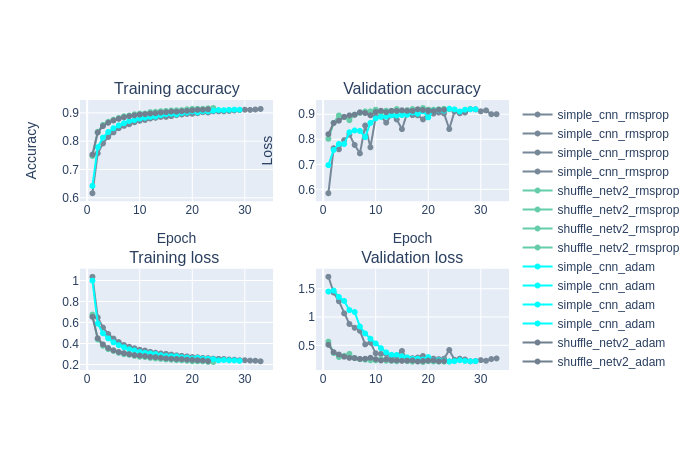 Training accuracy
Validation accuracy
Accuracy
0.9
0.8
0.7
0.6
0
10
20
30
Epoch
Loss
0.9
0.8
0.7
0.6
0
10
20
30
Epoch
Training loss
Validation loss
1
0.8
0.6
0.4
0.2
0
10
20
30
1.5
1
0.5
0
10
20
30
simple_cnn_rmsprop
simple_cnn_rmsprop
simple_cnn_rmsprop
simple_cnn_rmsprop
shuffle_netv2_rmsprop
shuffle_netv2_rmsprop
shuffle_netv2_rmsprop
shuffle_netv2_rmsprop
simple_cnn_adam
simple_cnn_adam
simple_cnn_adam
simple_cnn_adam
shuffle_netv2_adam
shuffle_netv2_adam